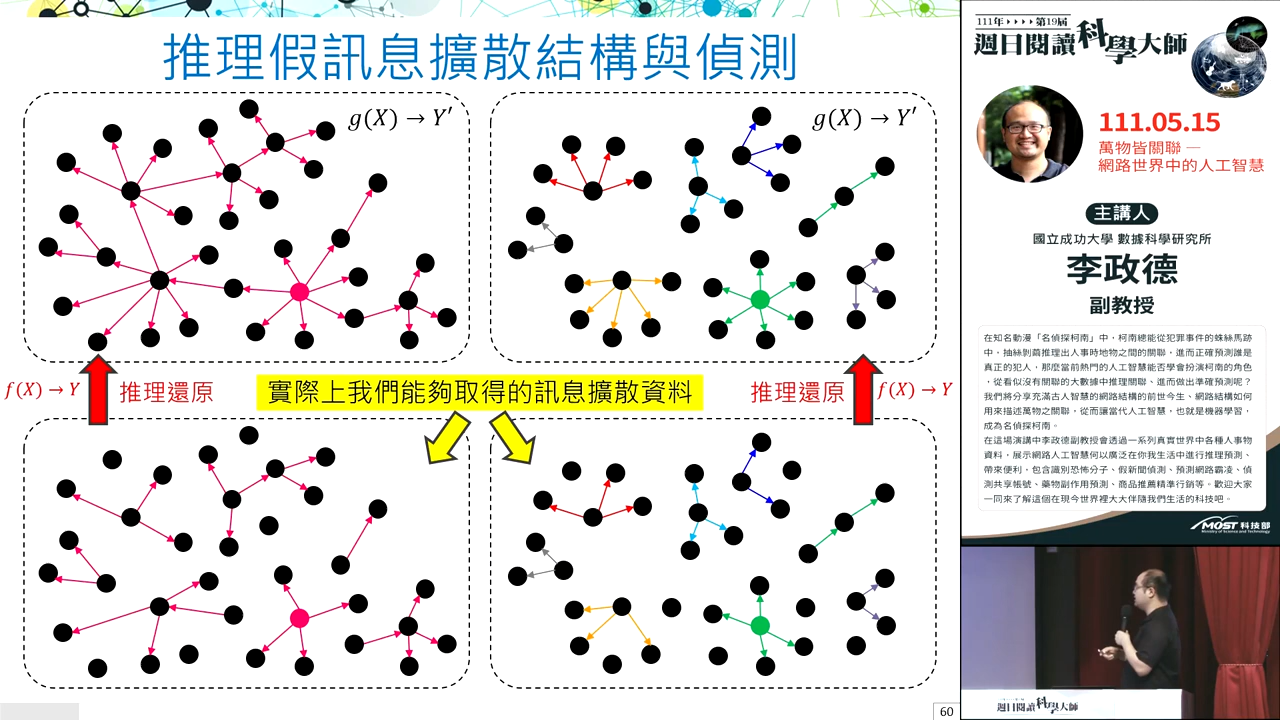 推理假訊息擴散結構與偵測
g(X) → Y′
g(X) → Y′
f(X) → Y
推理還原
實際上我們能夠取得的訊息擴散資料
推理還原
f(X) → Y
60
111年 第19屆
週日閱讀科學大師
111.05.15
萬物皆關聯 —
網路世界中的人工智慧
主講人
國立成功大學 數據科學研究所
李政德
副教授
在知名動漫「名偵探柯南」中，柯南總能從犯罪事件的蛛絲馬跡
中，抽絲剝繭推理出人事時地物之間的關聯，進而正確預測誰是
真正的犯人，那麼當前熱門的人工智慧能否學會扮演柯南的角色
，從看似沒有關聯的大數據中推理關聯、進而做出準確預測呢？
我們將分享充滿古人智慧的網路結構的前世今生、網路結構如何
用來描述萬物之關聯，從而讓當代人工智慧，也就是機器學習，
成為名偵探柯南。
在這場演講中李政德副教授會透過一系列真實世界中各種人事物
資料，展示網路人工智慧何以廣泛在你我生活中進行推理預測、
帶來便利，包含識別恐怖分子、假新聞偵測、預測網路霸凌、偵
測共享帳號、藥物副作用預測、商品推薦精準行銷等。歡迎大家
一同來了解這個在現今世界裡大大伴隨我們生活的科技吧。
MOST 科技部
Ministry of Science and Technology
週日閱讀科學大師